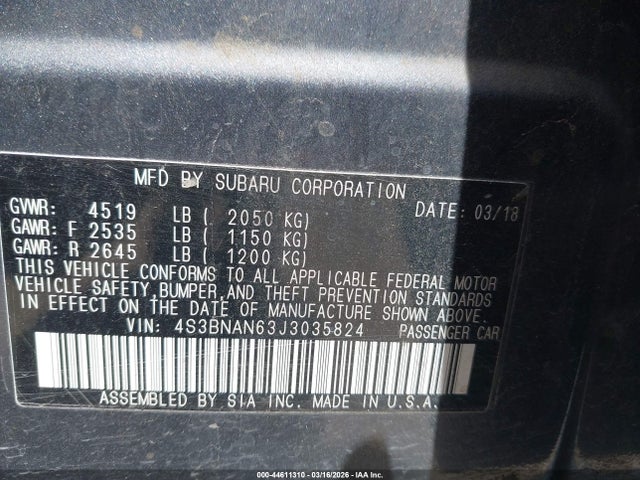 MFD BY SUBARU CORPORATION
GVWR: 4519 LB ( 2050 KG) DATE: 03/18
GAWR: F 2535 LB ( 1150 KG)
GAWR: R 2645 LB ( 1200 KG)
THIS VEHICLE CONFORMS TO ALL APPLICABLE FEDERAL MOTOR
VEHICLE SAFETY,BUMPER,AND THEFT PREVENTION STANDARDS
IN EFFECT ON THE DATE OF MANUFACTURE SHOWN ABOVE.
VIN: 4S3BNAN63J3035824 PASSENGER CAR
ASSEMBLED BY SIA INC. MADE IN U.S.A.
000-44611310 - 03/16/2026 - IAA Inc.